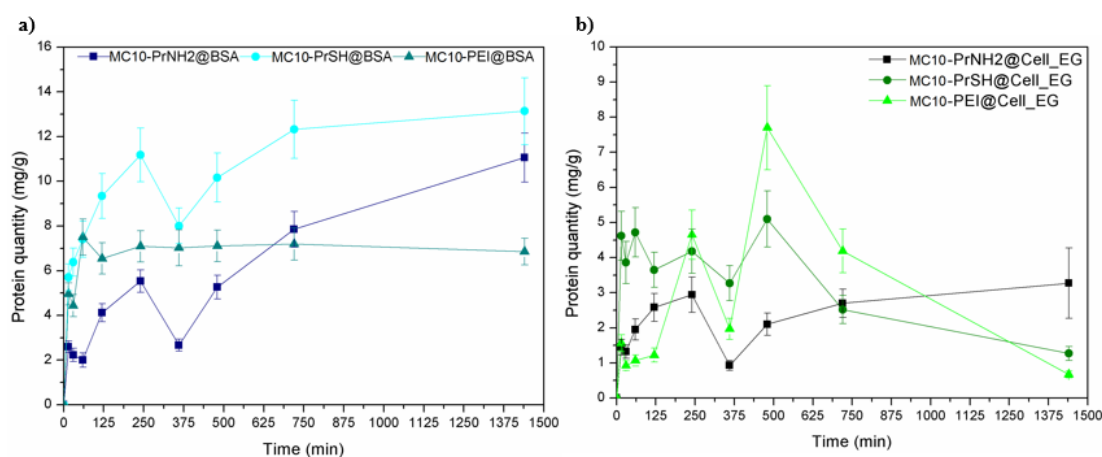 a)
MC10-PrNH2@BSA MC10-PrSH@BSA MC10-PEI@BSA
16
14
12
10
8
6
4
2
0
Protein quantity (mg/g)
0 125 250 375 500 625 750 875 1000 1125 1250 1375 1500
Time (min)
b)
MC10-PrNH2@Cell_EG
MC10-PrSH@Cell_EG
MC10-PEI@Cell_EG
10
9
8
7
6
5
4
3
2
1
0
Protein quantity (mg/g)
0 125 250 375 500 625 750 875 1000 1125 1250 1375 1500
Time (min)